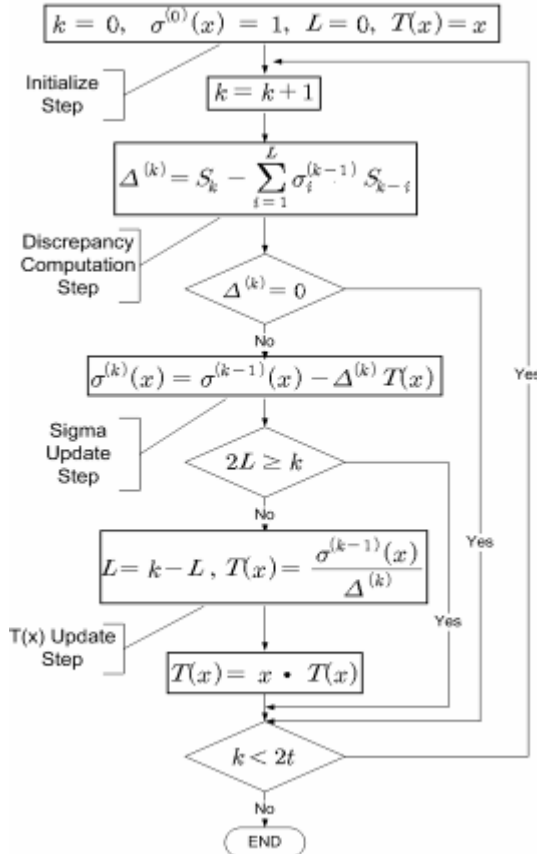 k = 0, σ^(0)(x) = 1, L = 0, T(x) = x
Initialize
Step
k = k + 1
Δ^(k) = S_k − ∑_{i=1}^{L} σ_i^(k−1) S_{k−i}
Discrepancy
Computation
Step
Δ^(k) = 0
No
σ^(k)(x) = σ^(k−1)(x) − Δ^(k) T(x)
Yes
Sigma
Update
Step
2L ≥ k
No
Yes
L = k − L, T(x) = σ^(k−1)(x) / Δ^(k)
Yes
T(x) Update
Step
T(x) = x • T(x)
k < 2t
No
END